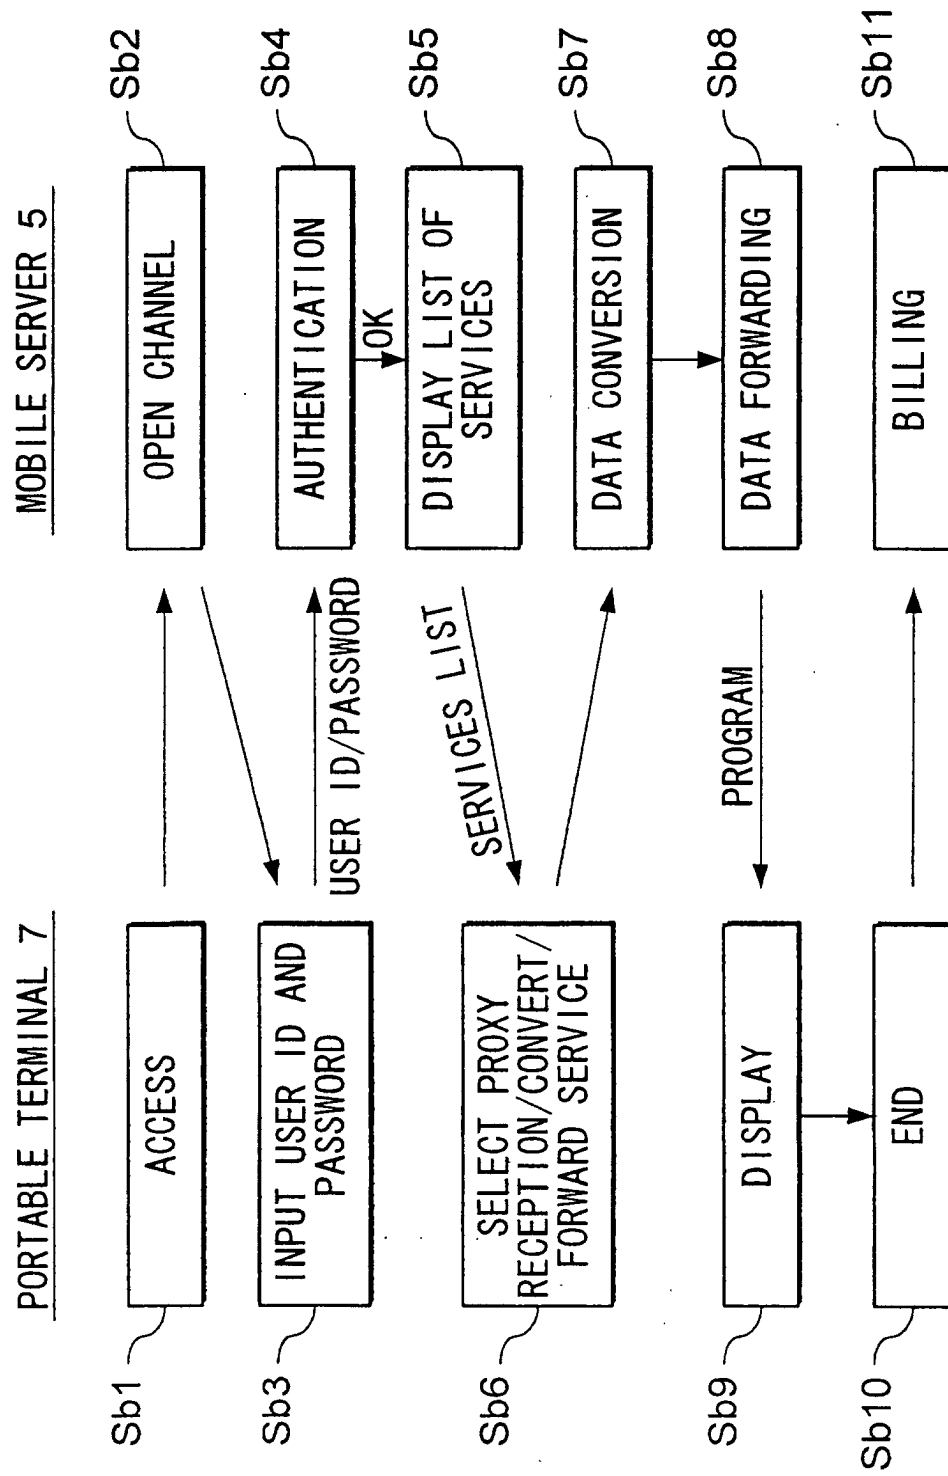 PORTABLE TERMINAL 7
MOBILE SERVER 5
Sb1
ACCESS
OPEN CHANNEL
Sb2
Sb3
INPUT USER ID AND
PASSWORD
USER ID/PASSWORD
AUTHENTICATION
Sb4
OK
DISPLAY LIST OF
SERVICES
Sb5
SERVICES LIST
Sb6
SELECT PROXY
RECEPTION/CONVERT/
FORWARD SERVICE
DATA CONVERSION
Sb7
DATA FORWARDING
Sb8
PROGRAM
Sb9
DISPLAY
Sb10
END
BILLING
Sb11